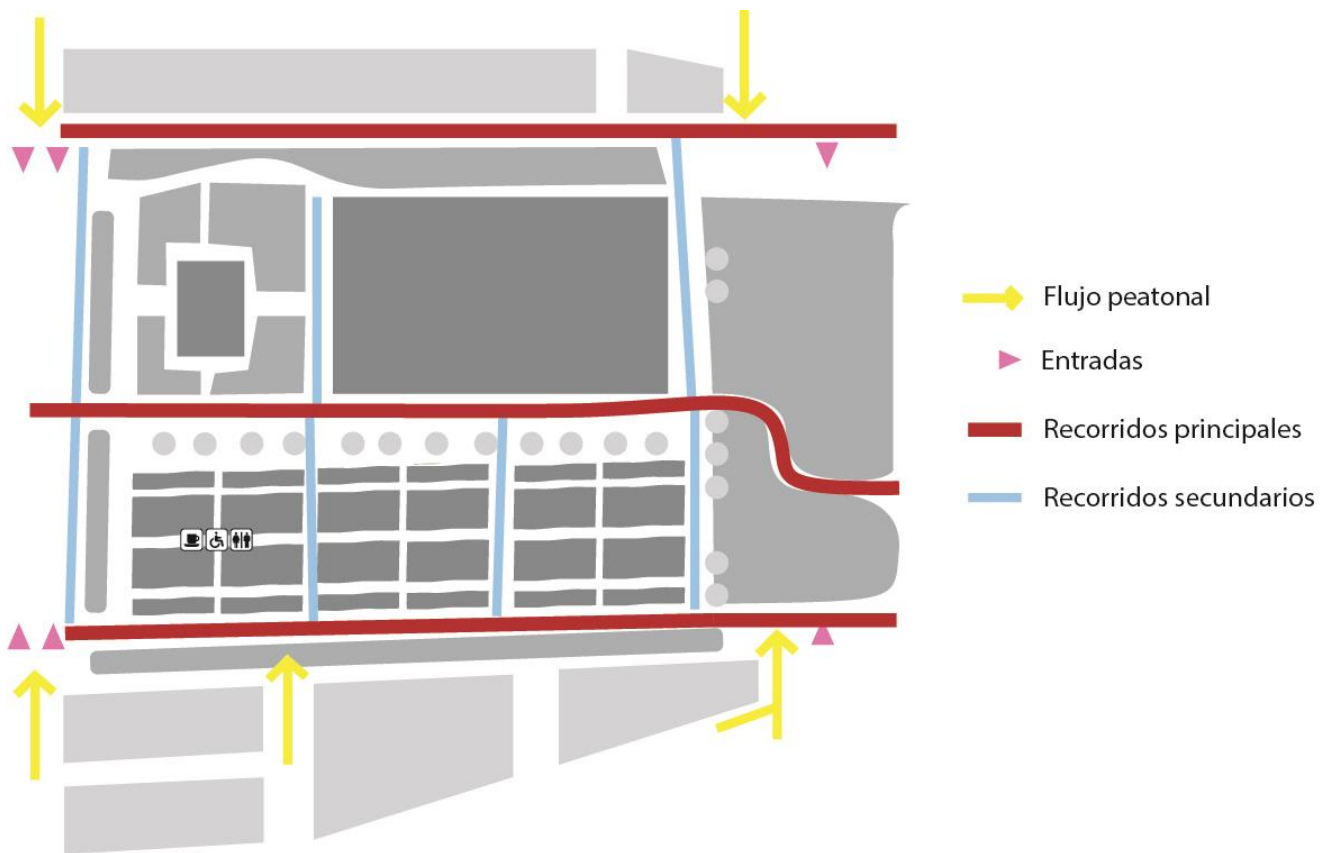 Flujo peatonal
Entradas
Recorridos principales
Recorridos secundarios